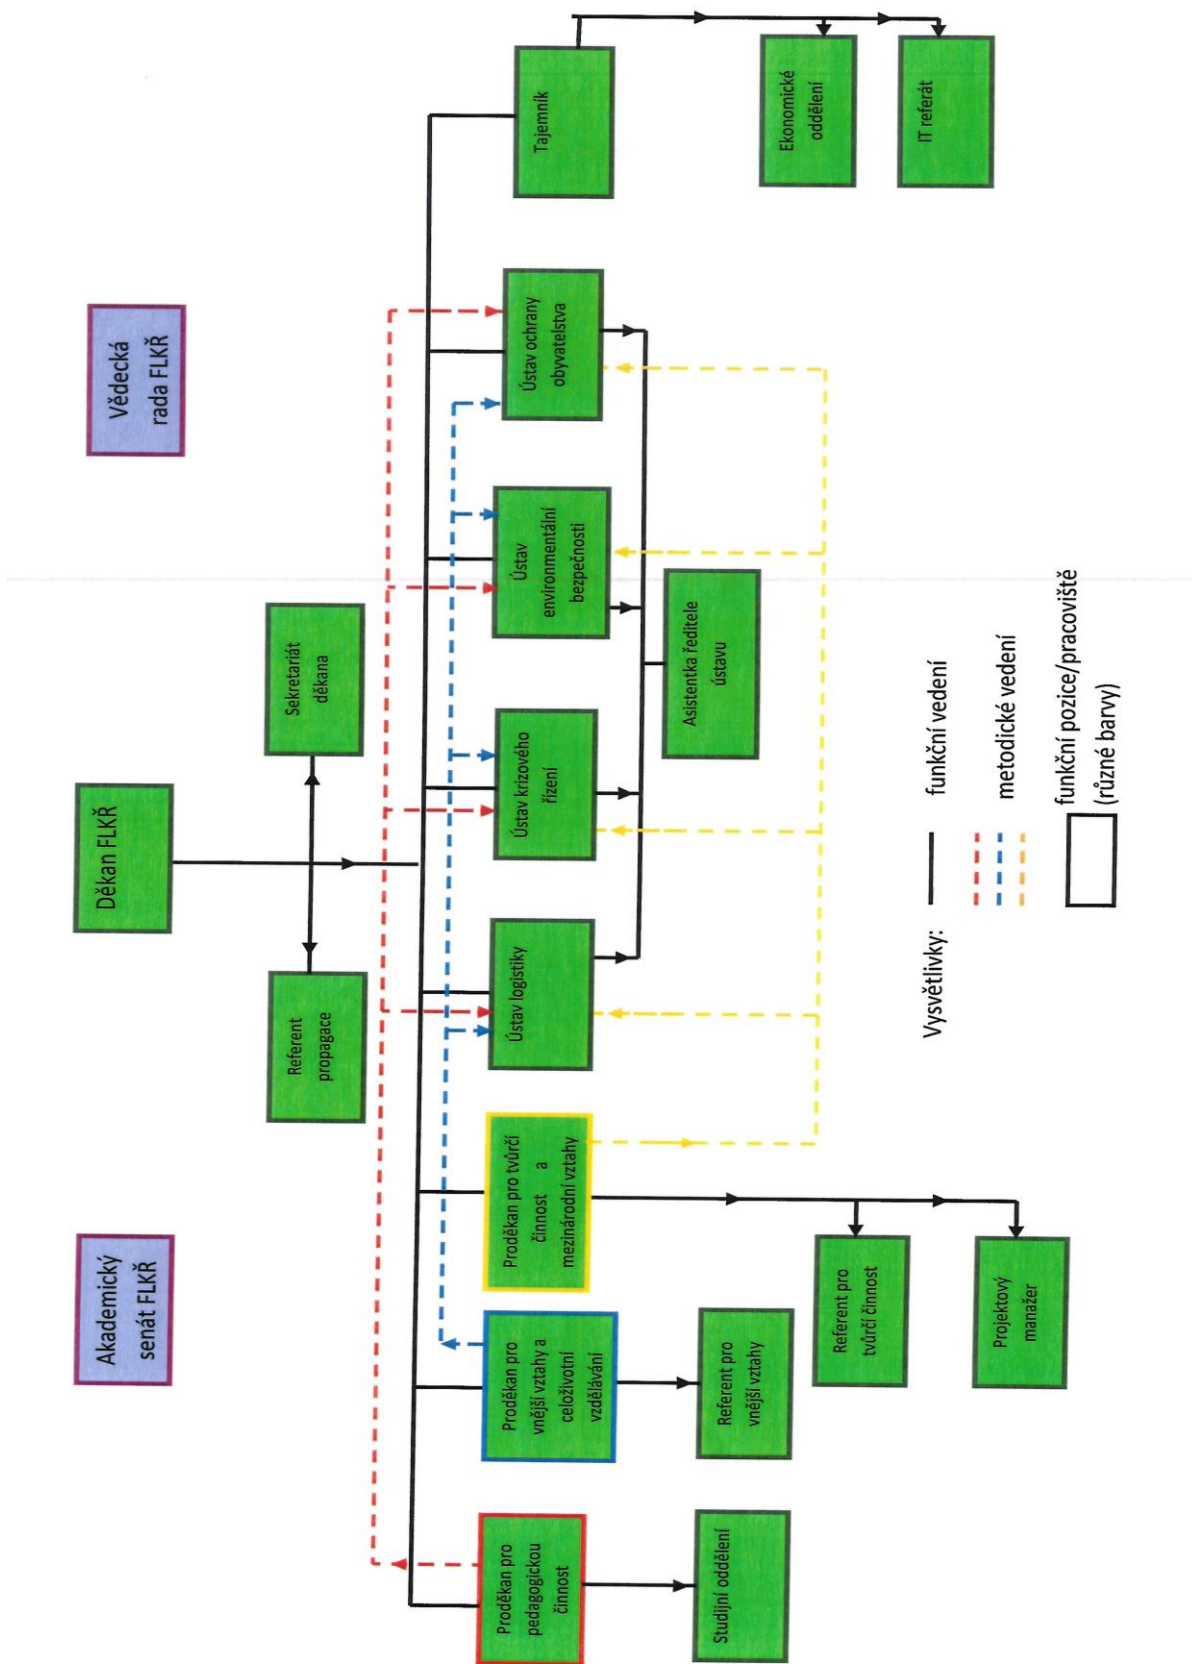 Akademický
senát FLKŘ
Děkan FLKŘ
Vědecká
rada FLKŘ
Referent
propagace
Sekretariát
děkana
Proděkan pro
pedagogickou
činnost
Proděkan pro
vnější vztahy a
celoživotní
vzdělávání
Proděkan pro tvůrčí
činnost a
mezinárodní vztahy
Ústav logistiky
Ústav krizového
řízení
Ústav
environmentální
bezpečnosti
Ústav ochrany
obyvatelstva
Tajemník
Studijní oddělení
Referent pro
vnější vztahy
Referent pro
tvůrčí činnost
Projektový
manažer
Asistentka ředitele
ústavu
Ekonomické
oddělení
IT referát
Vysvětlivky:
funkční vedení
metodické vedení
funkční pozice/pracoviště
(různé barvy)